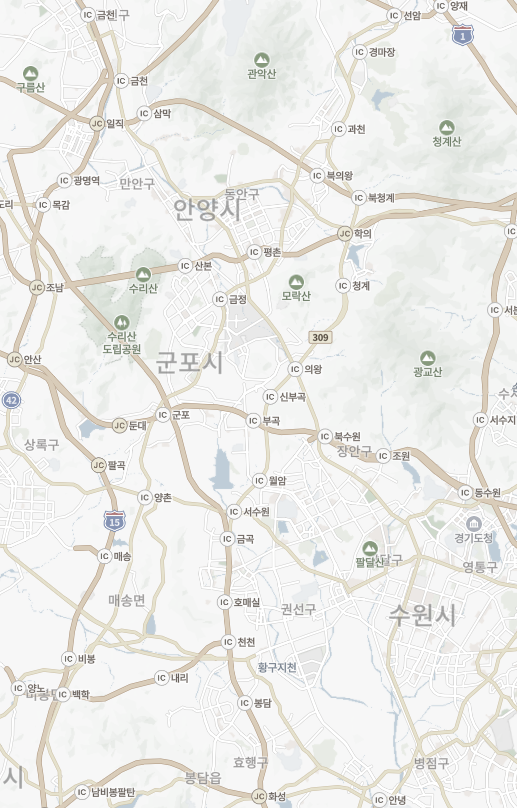 IC 양재
IC 선암
IC 금천구
IC 경마장
1
관악산
구름산
IC 금천
IC 삼막
JC 일직
IC 과천
청계산
IC 북의왕
IC 광명역
만안구
동안구
IC 북청계
IC 목감
안양시
JC 학의
IC 평촌
IC 산본
수리산
모락산
IC 청계
JC 조남
IC 금정
IC
수리산
도립공원
309
JC 안산
군포시
광교산
IC 의왕
42
IC 신부곡
IC 군포
IC 부곡
IC 서수지
JC 둔대
IC 북수원
상록구
장안구
IC 조원
JC 팔곡
IC 월암
IC 양촌
IC 동수원
IC 서수원
15
경기도청
IC 금곡
팔달산
IC 매송
영통구
매송면
IC 호매실
권선구
수원시
IC 천천
IC 비봉
황구지천
IC 내리
IC 양노
IC 백학
IC 봉담
효행구
병점구
봉담읍
시
IC 남비봉팔탄
JC 화성
IC 안녕